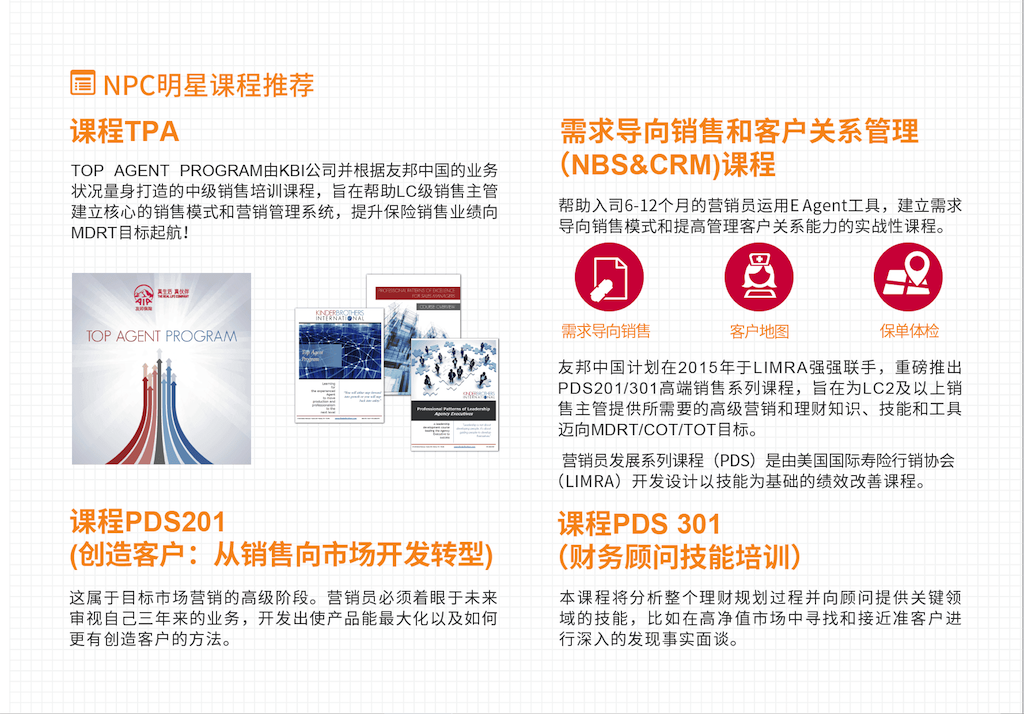 NPC明星课程推荐
课程TPA
TOP AGENT PROGRAM由KBI公司并根据友邦中国的业务
状况量身打造的中级销售培训课程，旨在帮助LC级销售主管
建立核心的销售模式和营销管理系统，提升保险销售业绩向
MDRT目标起航！
AIA
友邦保险
真生活 真伙伴
THE REAL LIFE COMPANY
TOP AGENT PROGRAM
PROFESSIONAL PATTERNS OF EXCELLENCE
FOR SALES MANAGERS
COURSE OVERVIEW
KINDERBROTHERS
INTERNATIONAL
Top Agent
Program
KINDERBROTHERS
INTERNATIONAL
Professional Patterns of Leadership
Agency Executives
课程PDS201
(创造客户：从销售向市场开发转型)
这属于目标市场营销的高级阶段。营销员必须着眼于未来
审视自己三年来的业务，开发出使产品能最大化以及如何
更有创造客户的方法。
需求导向销售和客户关系管理
（NBS&CRM)课程
帮助入司6-12个月的营销员运用E Agent工具，建立需求
导向销售模式和提高管理客户关系能力的实战性课程。
需求导向销售
客户地图
保单体检
友邦中国计划在2015年于LIMRA强强联手，重磅推出
PDS201/301高端销售系列课程，旨在为LC2及以上销
售主管提供所需要的高级营销和理财知识、技能和工具
迈向MDRT/COT/TOT目标。
营销员发展系列课程（PDS）是由美国国际寿险行销协会
（LIMRA）开发设计以技能为基础的绩效改善课程。
课程PDS 301
（财务顾问技能培训）
本课程将分析整个理财规划过程并向顾问提供关键领
域的技能，比如在高净值市场中寻找和接近准客户进
行深入的发现事实面谈。